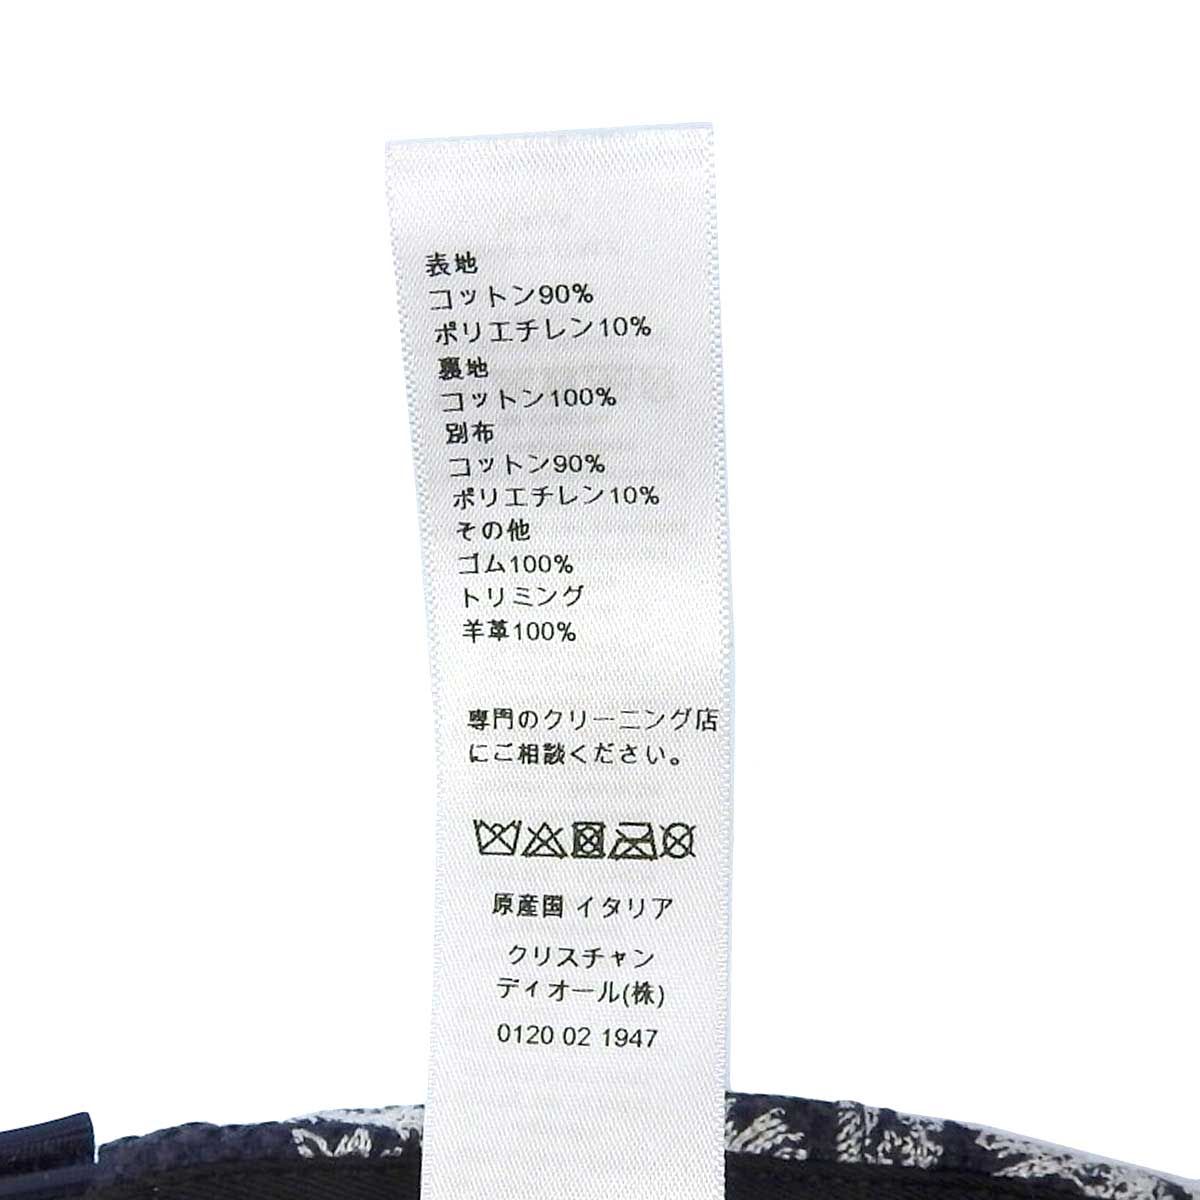 表地
コットン90%
ポリエチレン10%
裏地
コットン100%
別布
コットン90%
ポリエチレン10%
その他
ゴム100%
トリミング
羊革100%
専門のクリーニング店
にご相談ください。
原産国 イタリア
クリスチャン
ディオール(株)
0120 02 1947